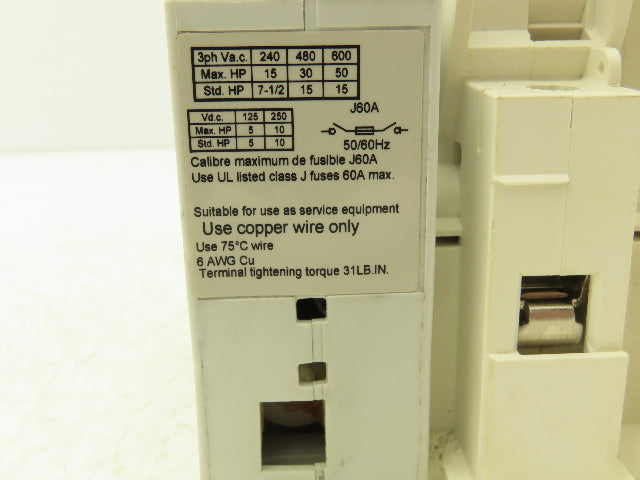 3ph Va.c. 240 480 600
Max. HP 15 30 50
Std. HP 7-1/2 15 15
J60A
Vd.c. 125 250
Max. HP 5 10
Std. HP 5 10
50/60Hz
Calibre maximum de fusible J60A
Use UL listed class J fuses 60A max.
Suitable for use as service equipment
Use copper wire only
Use 75°C wire
6 AWG Cu
Terminal tightening torque 31LB.IN.